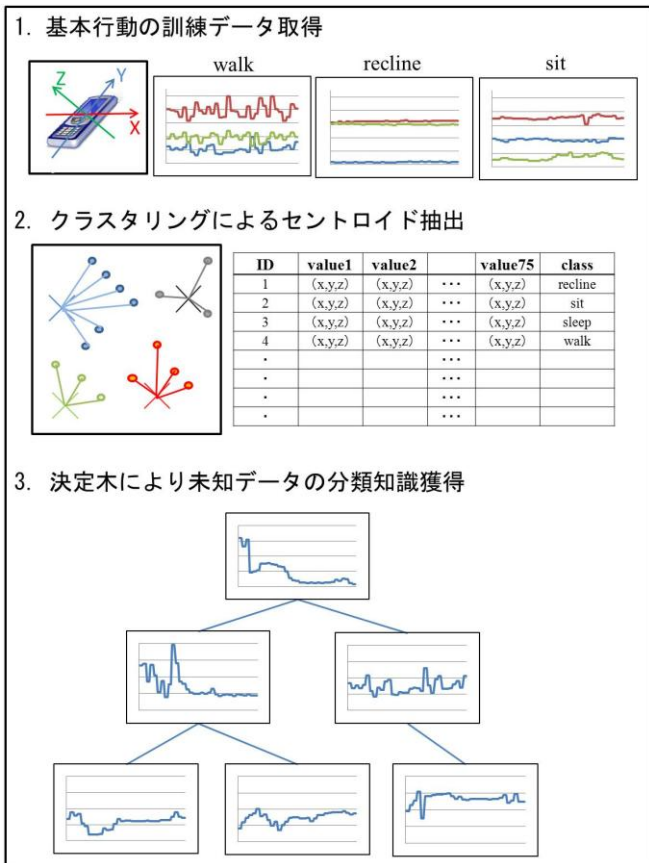 1. 基本行動の訓練データ取得
walk
recline
sit
Z
Y
X
2. クラスタリングによるセントロイド抽出
ID value1 value2 value75 class
1 (x,y,z) (x,y,z) ・・・ (x,y,z) recline
2 (x,y,z) (x,y,z) ・・・ (x,y,z) sit
3 (x,y,z) (x,y,z) ・・・ (x,y,z) sleep
4 (x,y,z) (x,y,z) ・・・ (x,y,z) walk
・ ・・・
・ ・・・
・ ・・・
・ ・・・
3. 決定木により未知データの分類知識獲得